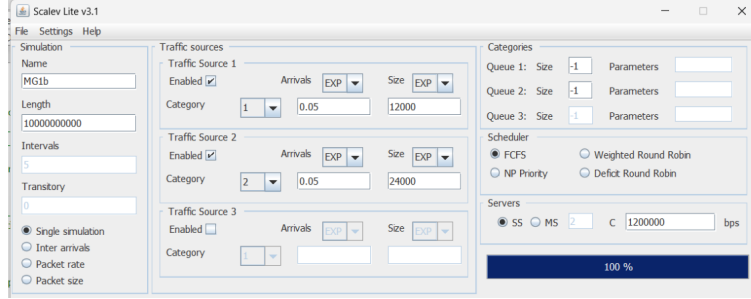 Scalev Lite v3.1
File Settings Help
Simulation
Name
MG1b
Length
10000000000
Intervals
5
Transitory
0
Single simulation
Inter arrivals
Packet rate
Packet size
Traffic sources
Traffic Source 1
Enabled Arrivals EXP Size EXP
Category 1 0.05 12000
Traffic Source 2
Enabled Arrivals EXP Size EXP
Category 2 0.05 24000
Traffic Source 3
Enabled Arrivals EXP Size EXP
Category 1
Categories
Queue 1: Size -1 Parameters
Queue 2: Size -1 Parameters
Queue 3: Size -1 Parameters
Scheduler
FCFS Weighted Round Robin
NP Priority Deficit Round Robin
Servers
SS MS 2 C 1200000 bps
100 %